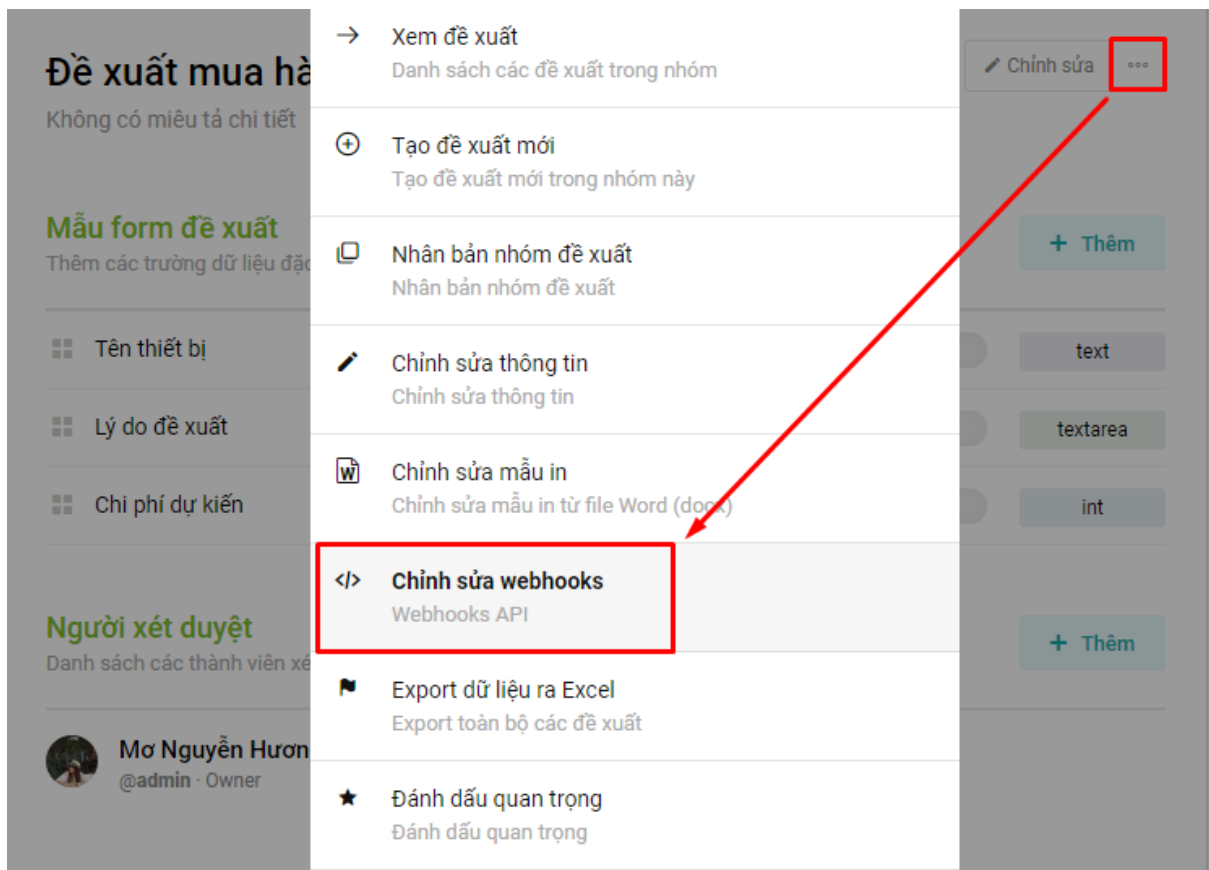 Xem đề xuất
Danh sách các đề xuất trong nhóm
Đề xuất mua hà
Không có miêu tả chi tiết
Chỉnh sửa
Tạo đề xuất mới
Tạo đề xuất mới trong nhóm này
Mẫu form đề xuất
Thêm các trường dữ liệu đặc
+ Thêm
Nhân bản nhóm đề xuất
Nhân bản nhóm đề xuất
Tên thiết bị
text
Chỉnh sửa thông tin
Chỉnh sửa thông tin
Lý do đề xuất
textarea
Chỉnh sửa mẫu in
Chỉnh sửa mẫu in từ file Word (docx)
Chi phí dự kiến
int
</> Chỉnh sửa webhooks
Webhooks API
Người xét duyệt
Danh sách các thành viên xé
+ Thêm
Export dữ liệu ra Excel
Export toàn bộ các đề xuất
Mơ Nguyễn Hươn
@admin · Owner
Đánh dấu quan trọng
Đánh dấu quan trọng